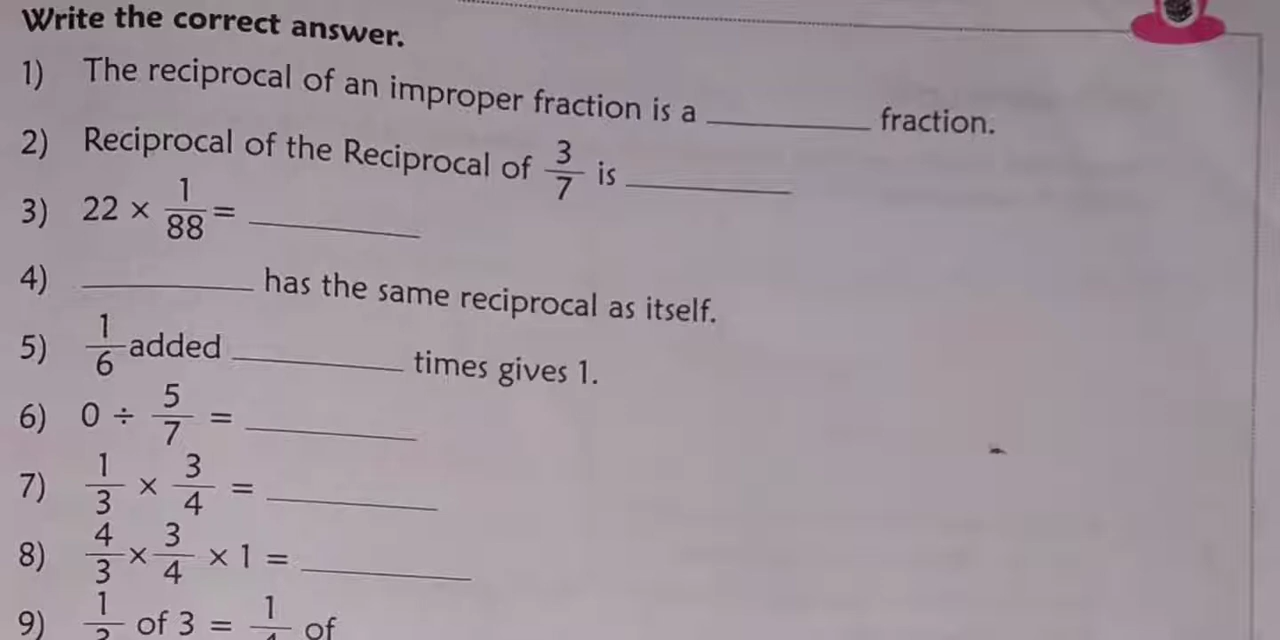 Write the correct answer.
1) The reciprocal of an improper fraction is a ________ fraction.
2) Reciprocal of the Reciprocal of 3/7 is ________
3) 22 × 1/88 = ________
4) ________ has the same reciprocal as itself.
5) 1/6 added ________ times gives 1.
6) 0 ÷ 5/7 = ________
7) 1/3 × 3/4 = ________
8) 4/3 × 3/4 × 1 = ________
9) of 3 = of